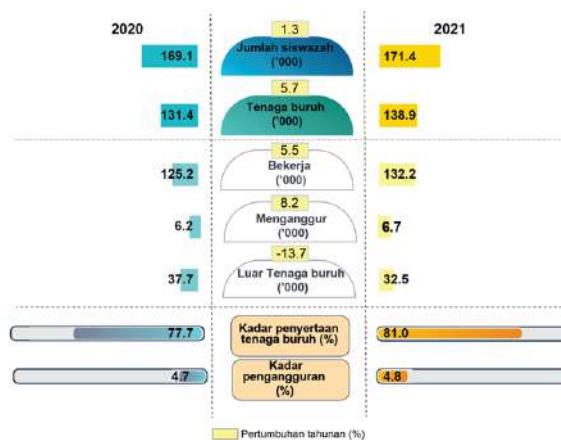 2020
1.3
2021
169.1
Jumlah siswazah
('000)
171.4
5.7
131.4
Tenaga buruh
('000)
138.9
5.5
125.2
Bekerja
('000)
132.2
8.2
6.2
Menganggur
('000)
6.7
-13.7
37.7
Luar Tenaga buruh
('000)
32.5
77.7
Kadar penyertaan
tenaga buruh (%)
81.0
4.7
Kadar
pengangguran
(%)
4.8
Pertumbuhan tahunan (%)